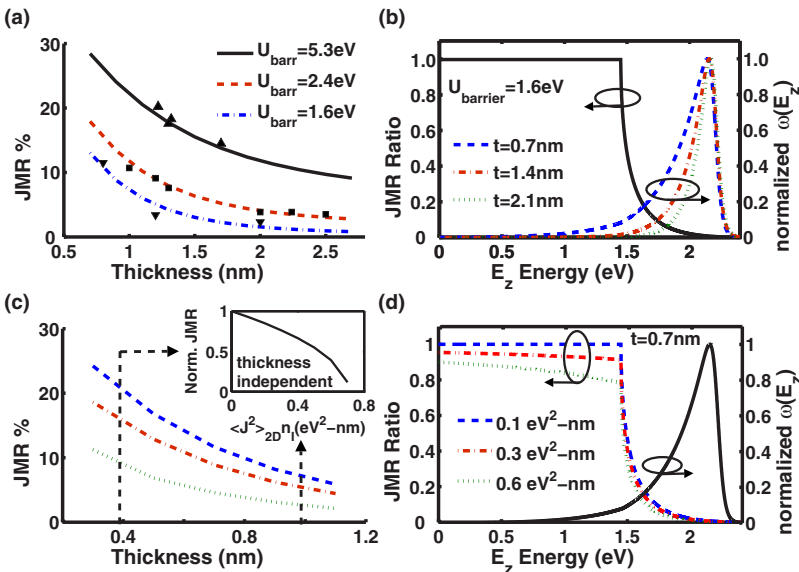 (a)
30
20
10
0
JMR %
U_barr=5.3eV
U_barr=2.4eV
U_barr=1.6eV
0.5 1 1.5 2 2.5
Thickness (nm)
(b)
1.0
0.8
0.6
0.4
0.2
0
JMR Ratio
U_barrier=1.6eV
t=0.7nm
t=1.4nm
t=2.1nm
1.0
0.8
0.6
0.4
0.2
0
normalized ω(E_z)
0 0.5 1 1.5 2
E_z Energy (eV)
(c)
30
20
10
0
JMR %
1
0.5
0
Norm. JMR
thickness
independent
0 0.4 0.8
<J²>_2D n_I(eV²−nm)
0.4 0.6 0.8 1.2
Thickness (nm)
(d)
1
0.8
0.6
0.4
0.2
0
JMR Ratio
t=0.7nm
0.1 eV²−nm
0.3 eV²−nm
0.6 eV²−nm
1
0.8
0.6
0.4
0.2
0
normalized ω(E_z)
0 0.5 1 1.5 2
E_z Energy (eV)